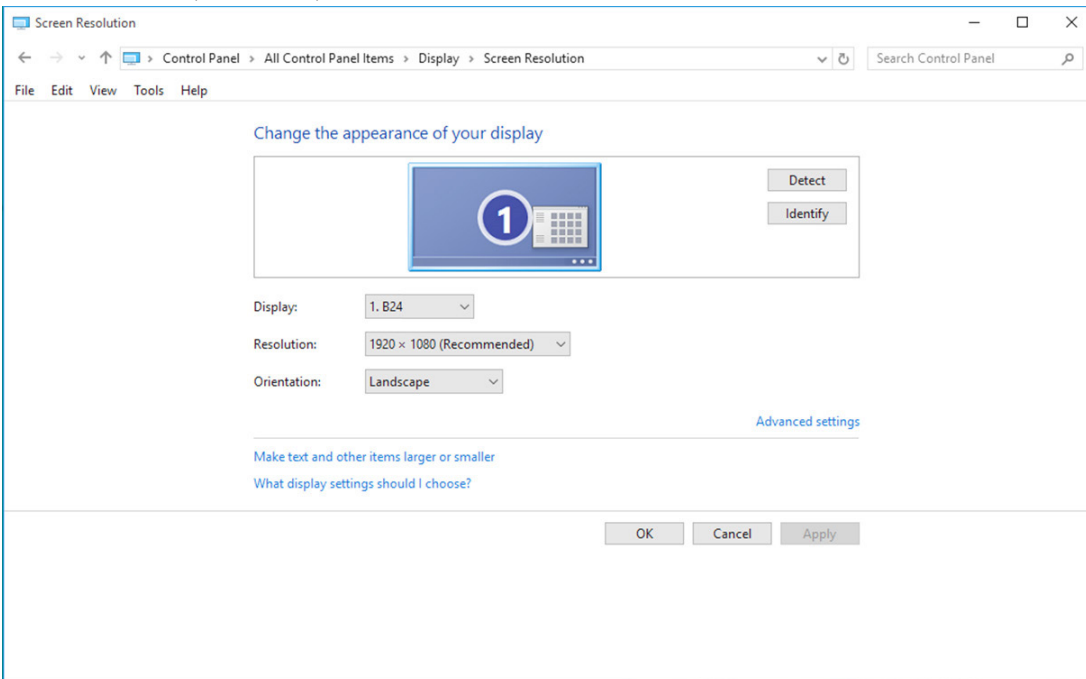 Screen Resolution
Control Panel > All Control Panel Items > Display > Screen Resolution
Search Control Panel
File Edit View Tools Help
Change the appearance of your display
1
Detect
Identify
Display: 1. B24
Resolution: 1920 × 1080 (Recommended)
Orientation: Landscape
Advanced settings
Make text and other items larger or smaller
What display settings should I choose?
OK Cancel Apply